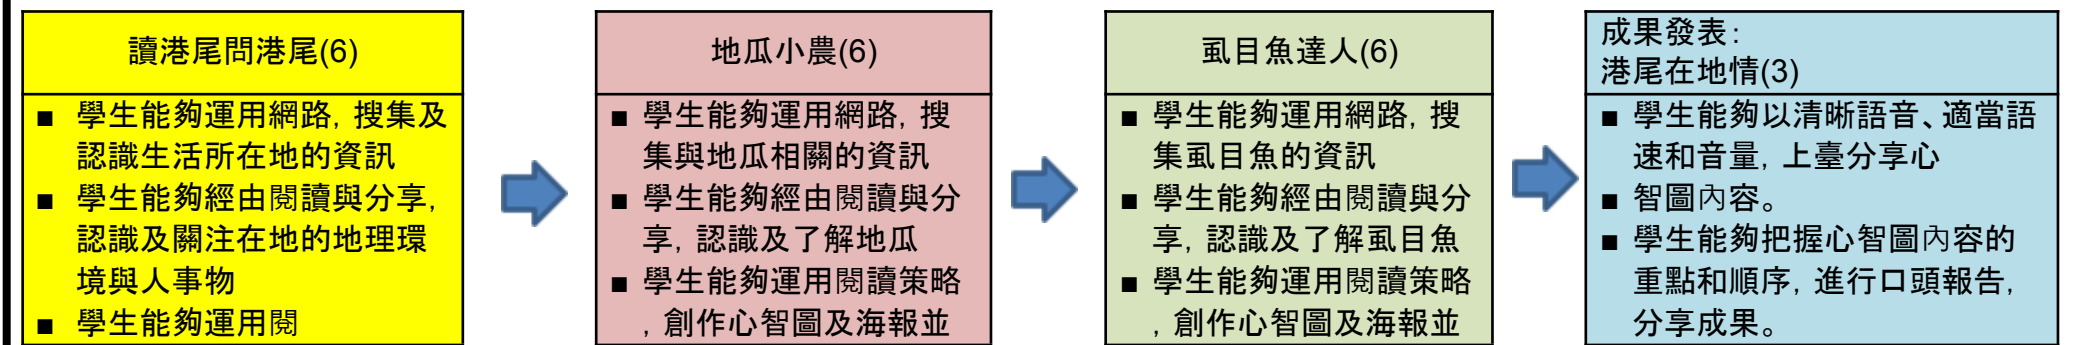 讀港尾問港尾(6)
■ 學生能夠運用網路, 搜集及
認識生活所在地的資訊
■ 學生能夠經由閱讀與分享,
認識及關注在地的地理環
境與人事物
■ 學生能夠運用閱
地瓜小農(6)
■ 學生能夠運用網路, 搜
集與地瓜相關的資訊
■ 學生能夠經由閱讀與分
享, 認識及了解地瓜
■ 學生能夠運用閱讀策略
, 創作心智圖及海報並
虱目魚達人(6)
■ 學生能夠運用網路, 搜
集虱目魚的資訊
■ 學生能夠經由閱讀與分
享, 認識及了解虱目魚
■ 學生能夠運用閱讀策略
, 創作心智圖及海報並
成果發表:
港尾在地情(3)
■ 學生能夠以清晰語音、適當語
速和音量, 上臺分享心
■ 智圖內容。
■ 學生能夠把握心智圖內容的
重點和順序, 進行口頭報告,
分享成果。